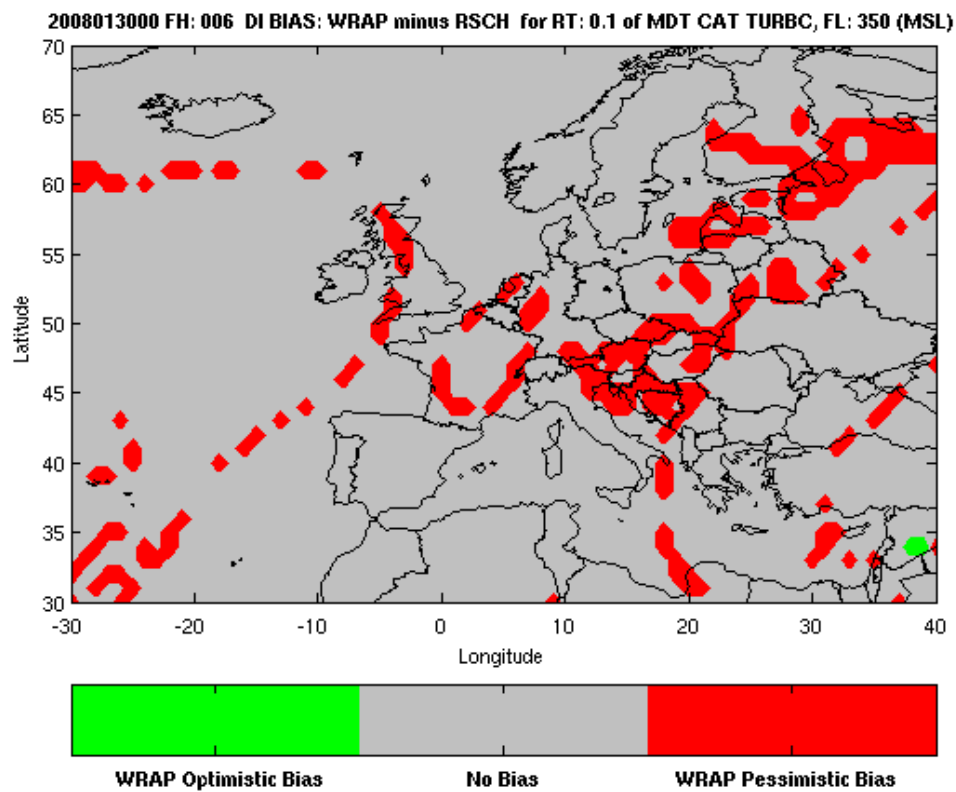 2008013000 FH: 006 DI BIAS: WRAP minus RSCH for RT: 0.1 of MDT CAT TURBC, FL: 350 (MSL)
70
65
60
55
50
45
40
35
30
Latitude
-30 -20 -10 0 10 20 30 40
Longitude
WRAP Optimistic Bias No Bias WRAP Pessimistic Bias